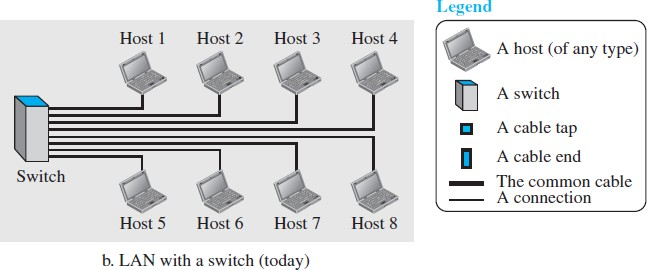 Legend
Host 1 Host 2 Host 3 Host 4
A host (of any type)
A switch
A cable tap
A cable end
The common cable
A connection
Switch
Host 5 Host 6 Host 7 Host 8
b. LAN with a switch (today)